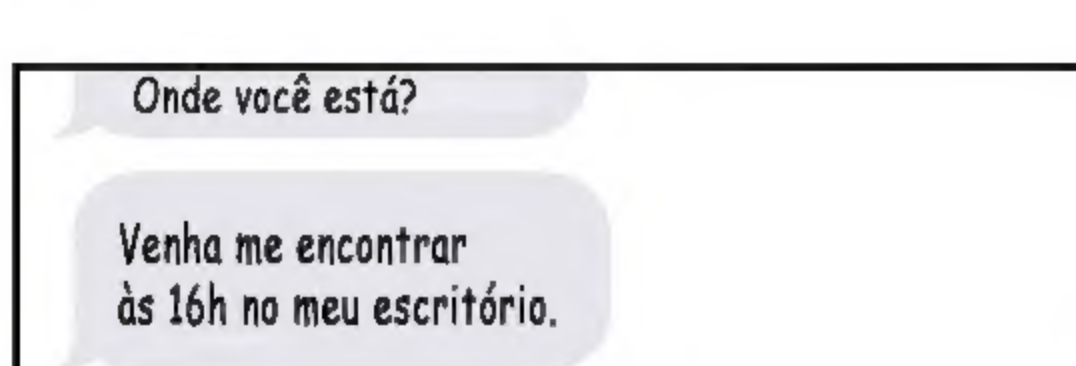 Onde você está?
Venha me encontrar
às 16h no meu escritório.